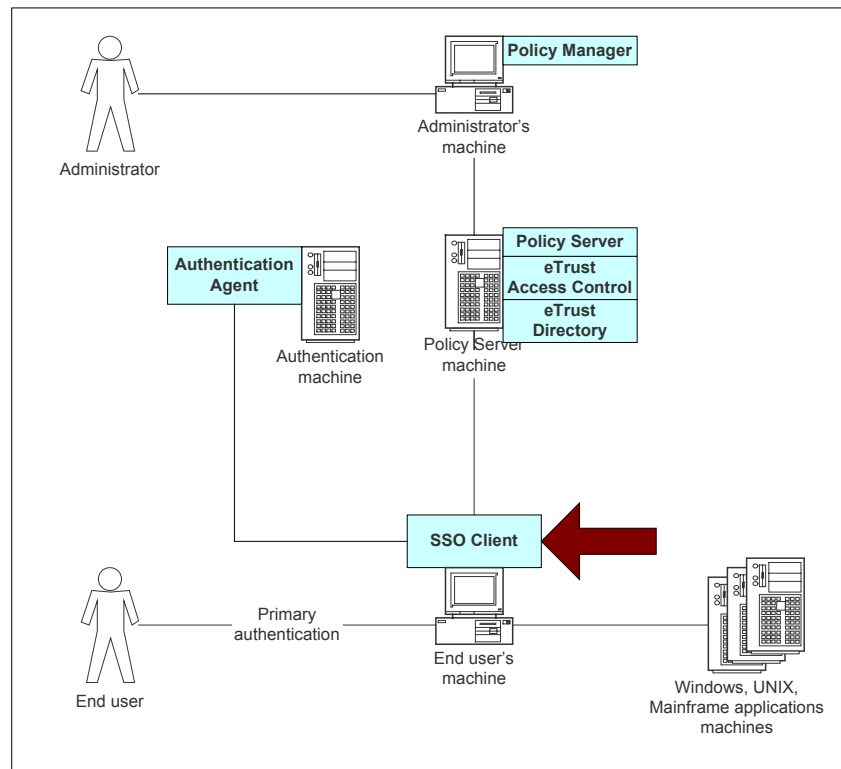 Policy Manager
Administrator's
machine
Administrator
Authentication
Agent
Authentication
machine
Policy Server
eTrust
Access Control
eTrust
Directory
Policy Server
machine
SSO Client
Primary
authentication
End user
End user's
machine
Windows, UNIX,
Mainframe applications
machines